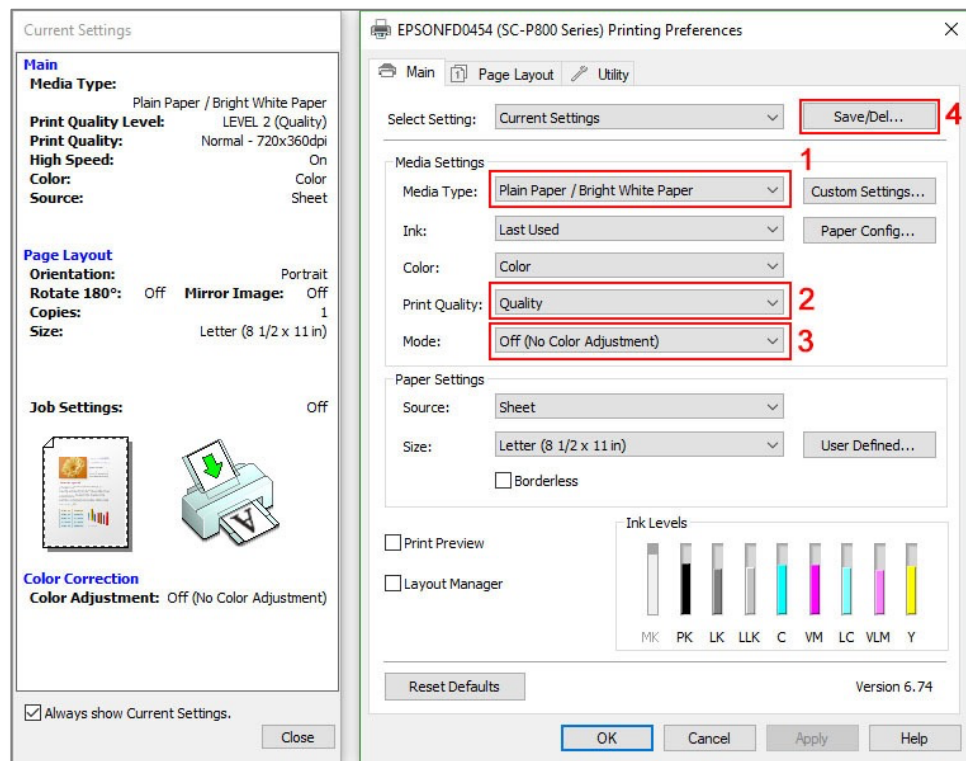 Current Settings
Main
Media Type:
Plain Paper / Bright White Paper
Print Quality Level: LEVEL 2 (Quality)
Print Quality: Normal - 720x360dpi
High Speed: On
Color: Color
Source: Sheet
Page Layout
Orientation: Portrait
Rotate 180°: Off Mirror Image: Off
Copies: 1
Size: Letter (8 1/2 x 11 in)
Job Settings: Off
A
Color Correction
Color Adjustment: Off (No Color Adjustment)
Always show Current Settings.
Close
EPSONFD0454 (SC-P800 Series) Printing Preferences
Main 1 Page Layout Utility
Select Setting: Current Settings Save/Del... 4
Media Settings 1
Media Type: Plain Paper / Bright White Paper Custom Settings...
Ink: Last Used Paper Config...
Color: Color
Print Quality: Quality 2
Mode: Off (No Color Adjustment) 3
Paper Settings
Source: Sheet
Size: Letter (8 1/2 x 11 in) User Defined...
Borderless
Print Preview
Layout Manager
Ink Levels
MK PK LK LLK C VM LC VLM Y
Reset Defaults Version 6.74
OK Cancel Apply Help